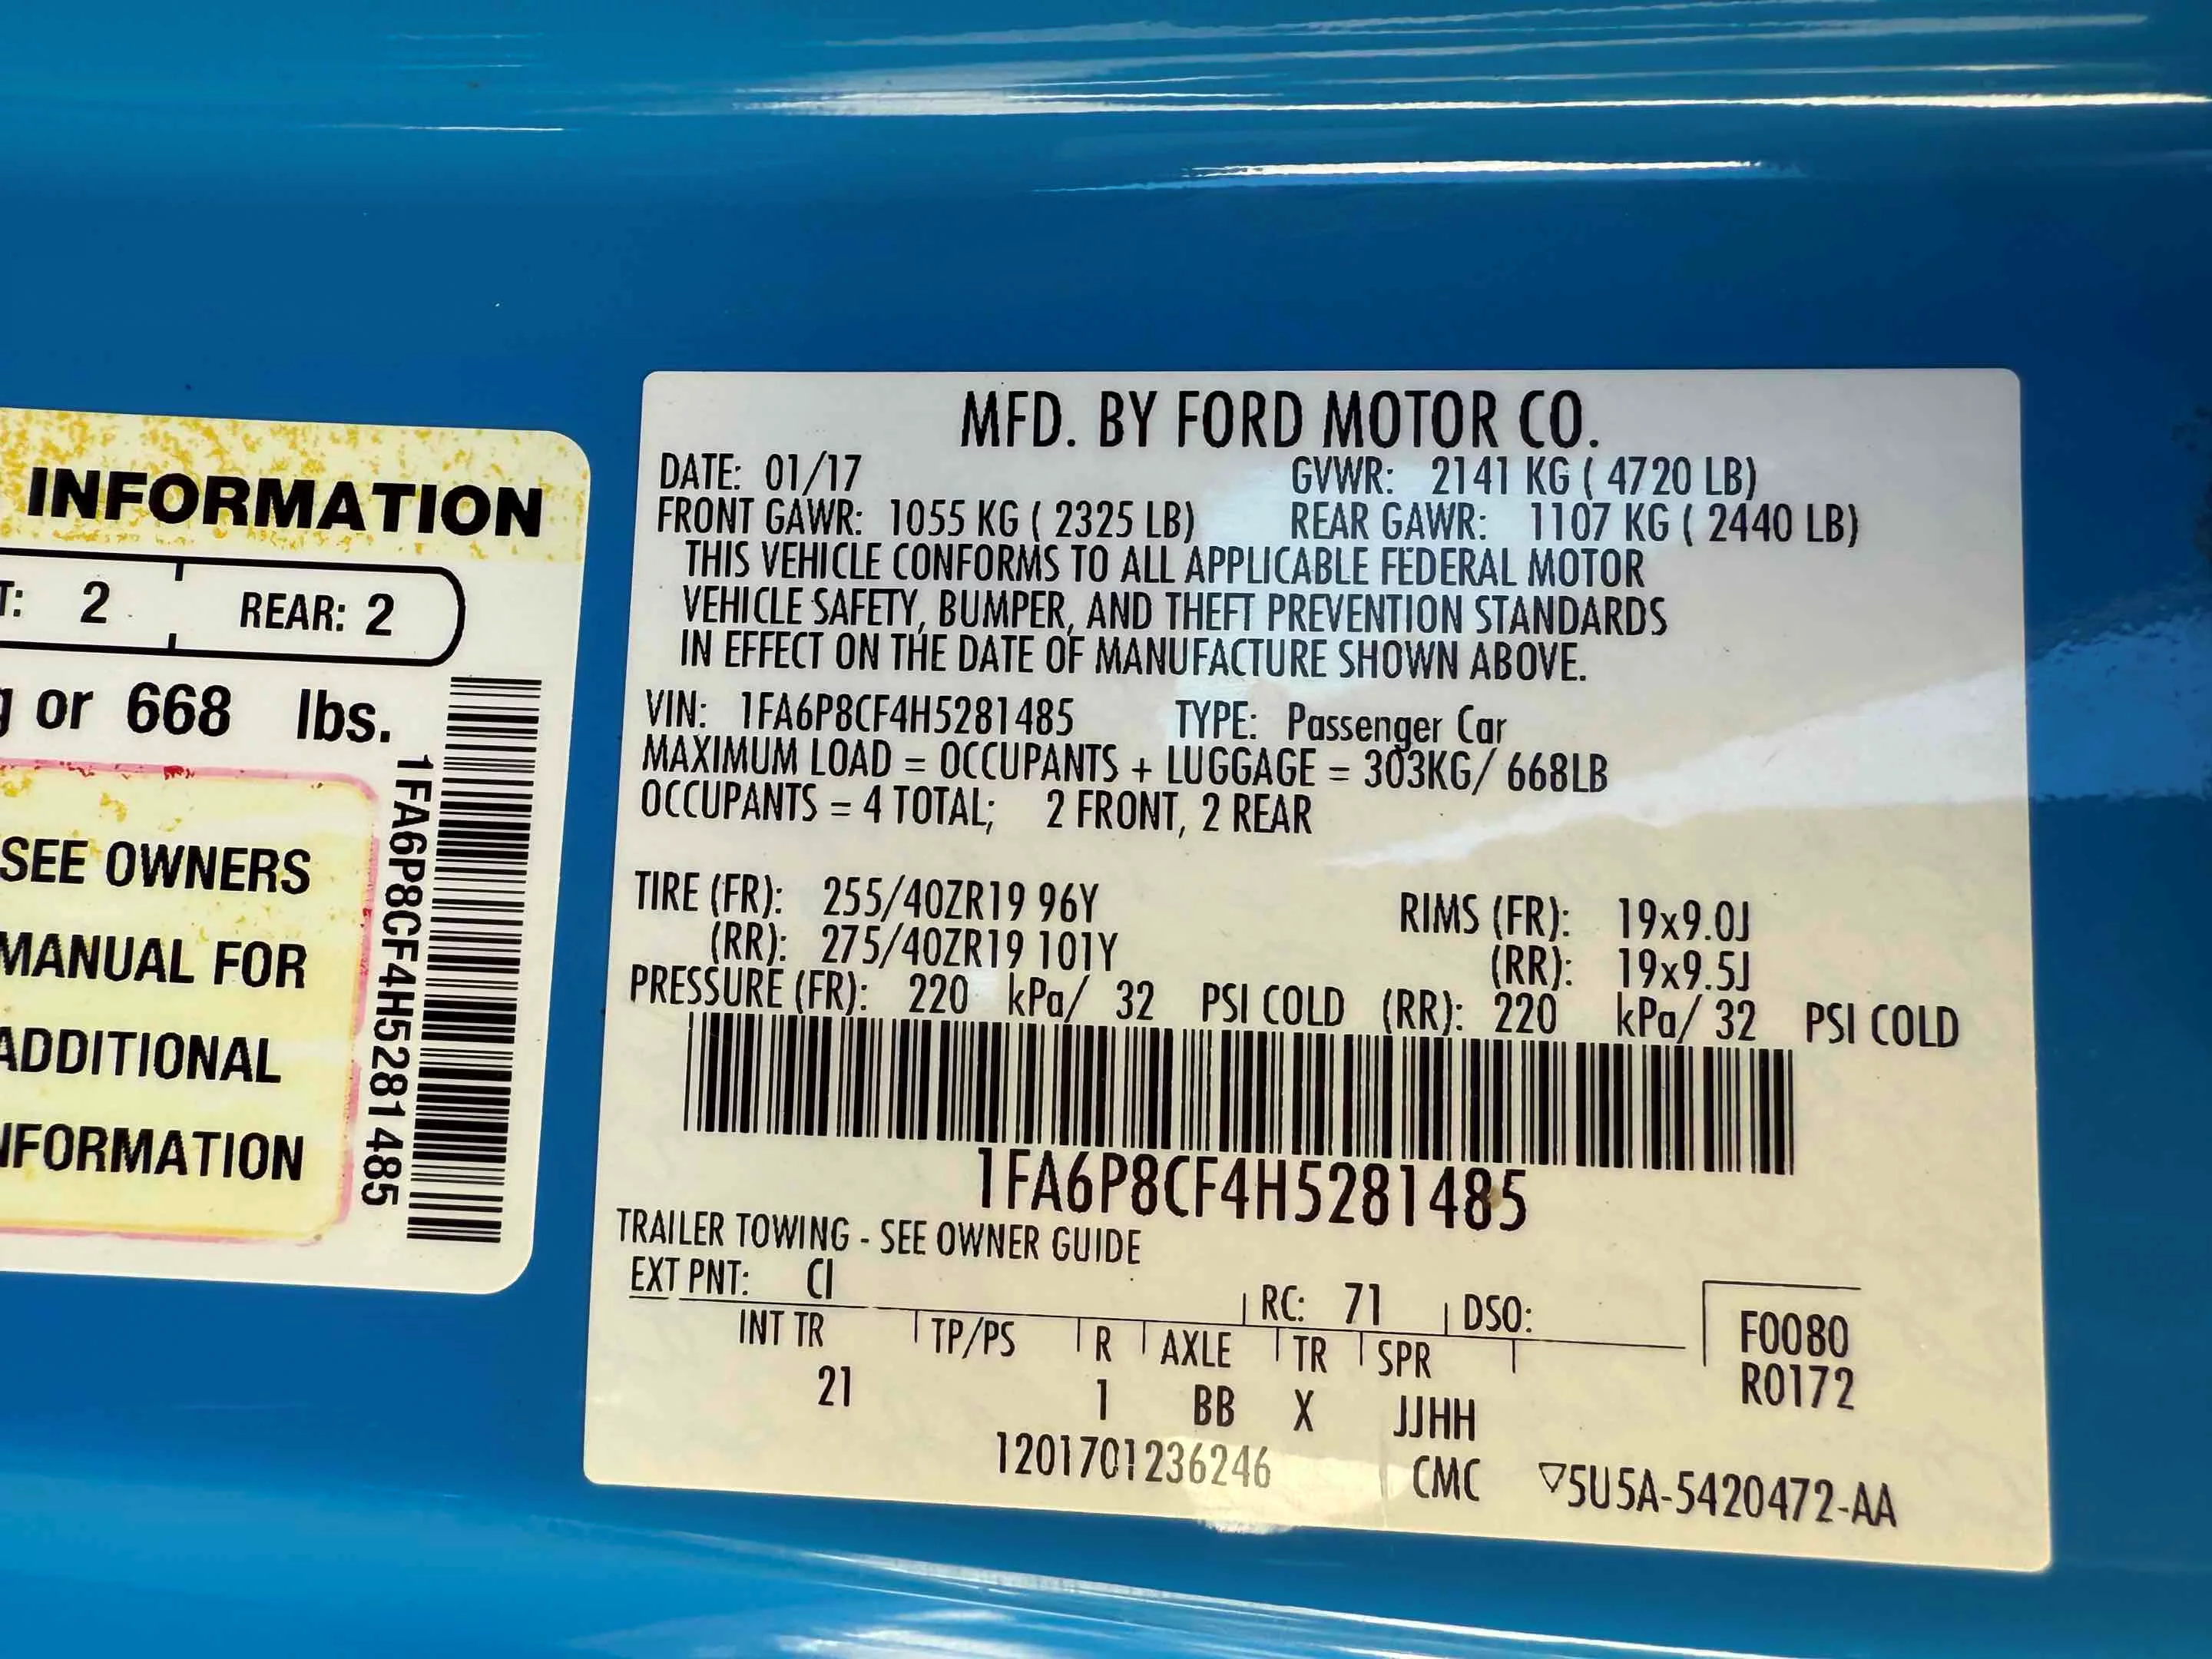 INFORMATION
T: 2
REAR: 2
g or 668 lbs.
SEE OWNERS
MANUAL FOR
ADDITIONAL
INFORMATION
1FA6P8CF4H5281485
MFD. BY FORD MOTOR CO.
DATE: 01/17 GVWR: 2141 KG ( 4720 LB)
FRONT GAWR: 1055 KG ( 2325 LB) REAR GAWR: 1107 KG ( 2440 LB)
THIS VEHICLE CONFORMS TO ALL APPLICABLE FEDERAL MOTOR
VEHICLE SAFETY, BUMPER, AND THEFT PREVENTION STANDARDS
IN EFFECT ON THE DATE OF MANUFACTURE SHOWN ABOVE.
VIN: 1FA6P8CF4H5281485 TYPE: Passenger Car
MAXIMUM LOAD = OCCUPANTS + LUGGAGE = 303KG/ 668LB
OCCUPANTS = 4 TOTAL; 2 FRONT, 2 REAR
TIRE (FR): 255/40ZR19 96Y RIMS (FR): 19x9.0J
(RR): 275/40ZR19 101Y (RR): 19x9.5J
PRESSURE (FR): 220 kPa/ 32 PSI COLD (RR): 220 kPa/ 32 PSI COLD
1FA6P8CF4H5281485
TRAILER TOWING - SEE OWNER GUIDE
EXT PNT: CI RC: 71 DSO:
INT TR TP/PS R AXLE TR SPR
21 1 BB X JJHH
F0080
R0172
1201701236246 CMC ▽5U5A-5420472-AA